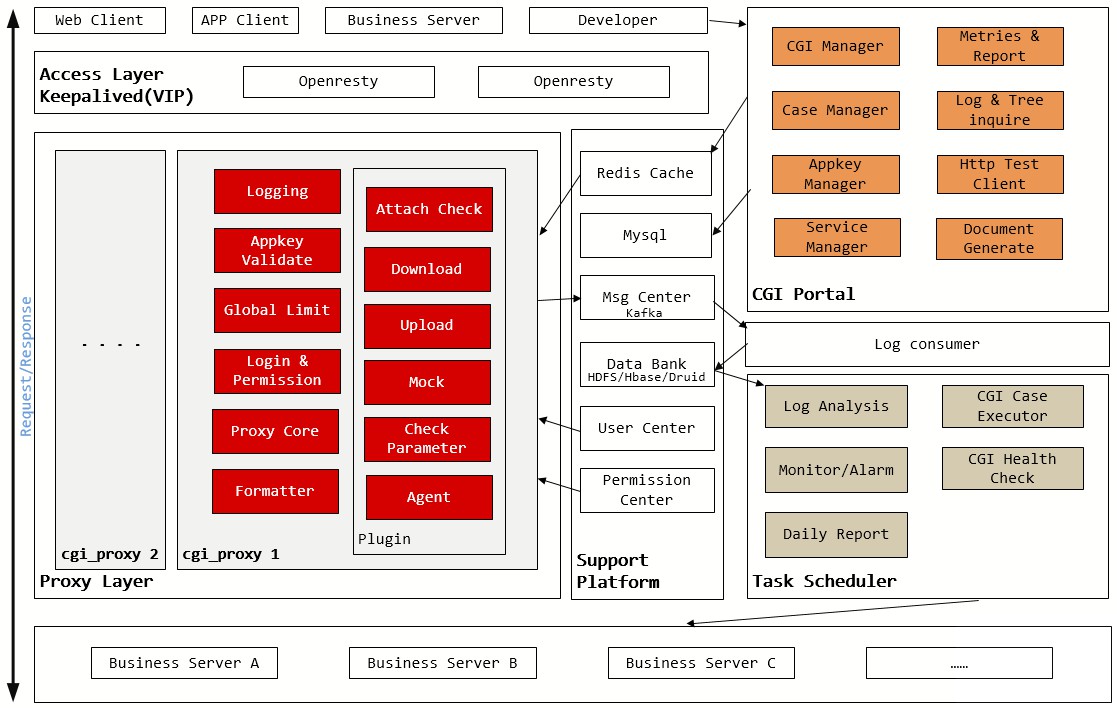 Web Client
APP Client
Business Server
Developer
Access Layer
Keepalived(VIP)
Openresty
Openresty
Request/Response
. . . .
cgi_proxy 2
Logging
Appkey
Validate
Global Limit
Login &
Permission
Proxy Core
Formatter
cgi_proxy 1
Attach Check
Download
Upload
Mock
Check
Parameter
Agent
Plugin
Proxy Layer
Redis Cache
Mysql
Msg Center
Kafka
Data Bank
HDFS/Hbase/Druid
User Center
Permission
Center
Support
Platform
CGI Manager
Metries &
Report
Case Manager
Log & Tree
inquire
Appkey
Manager
Http Test
Client
Service
Manager
Document
Generate
CGI Portal
Log consumer
Log Analysis
CGI Case
Executor
Monitor/Alarm
CGI Health
Check
Daily Report
Task Scheduler
Business Server A
Business Server B
Business Server C
……